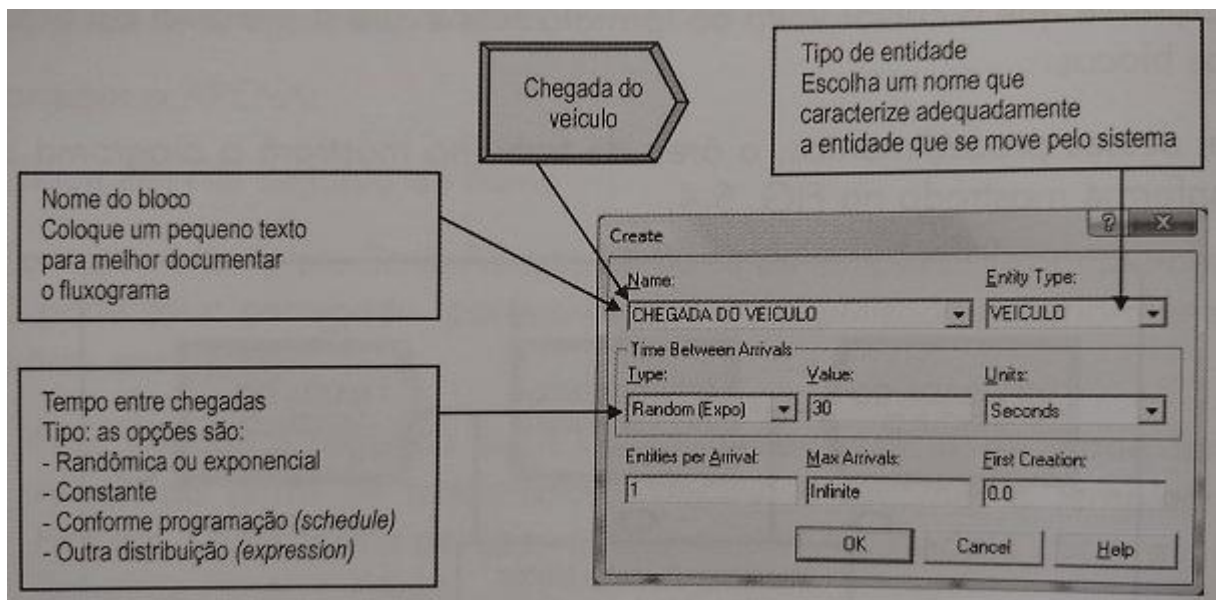 Chegada do
veículo
Tipo de entidade
Escolha um nome que
caracterize adequadamente
a entidade que se move pelo sistema
Nome do bloco
Coloque um pequeno texto
para melhor documentar
o fluxograma
Tempo entre chegadas
Tipo: as opções são:
- Randômica ou exponencial
- Constante
- Conforme programação (schedule)
- Outra distribuição (expression)
Create
Name: Entity Type:
CHEGADA DO VEICULO VEICULO
Time Between Arrivals
Type: Value: Units:
Random (Expo) 30 Seconds
Entities per Arrival: Max Arrivals: First Creation:
1 Infinite 0.0
OK Cancel Help